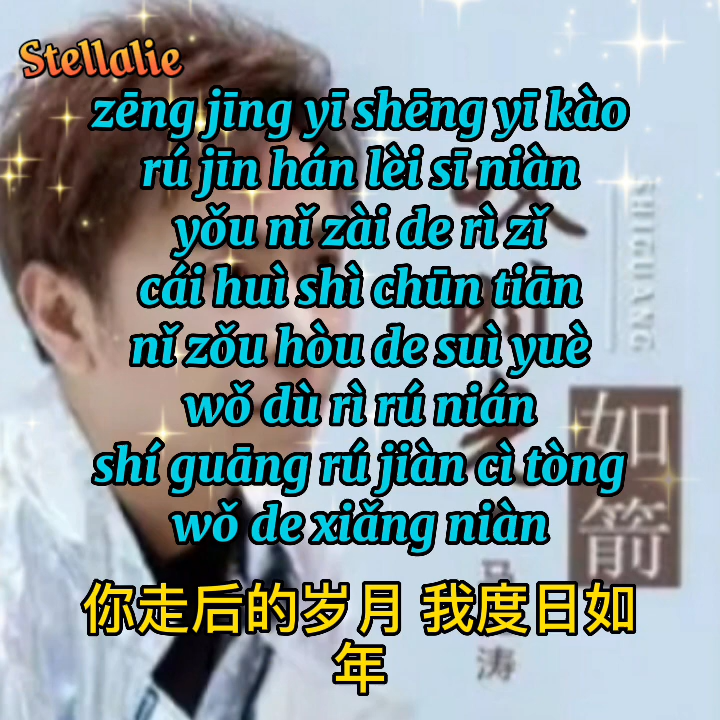 Stellalie
zēng jīng yī shēng yī kào
rú jīn hán lèi sī niàn
yǒu nǐ zài de rì zǐ
cái huì shì chūn tiān
nǐ zǒu hòu de suì yuè
wǒ dù rì rú nián
shí guāng rú jiàn cì tòng
wǒ de xiǎng niàn
你走后的岁月 我度日如
年
SHIGUANG
如
箭
涛